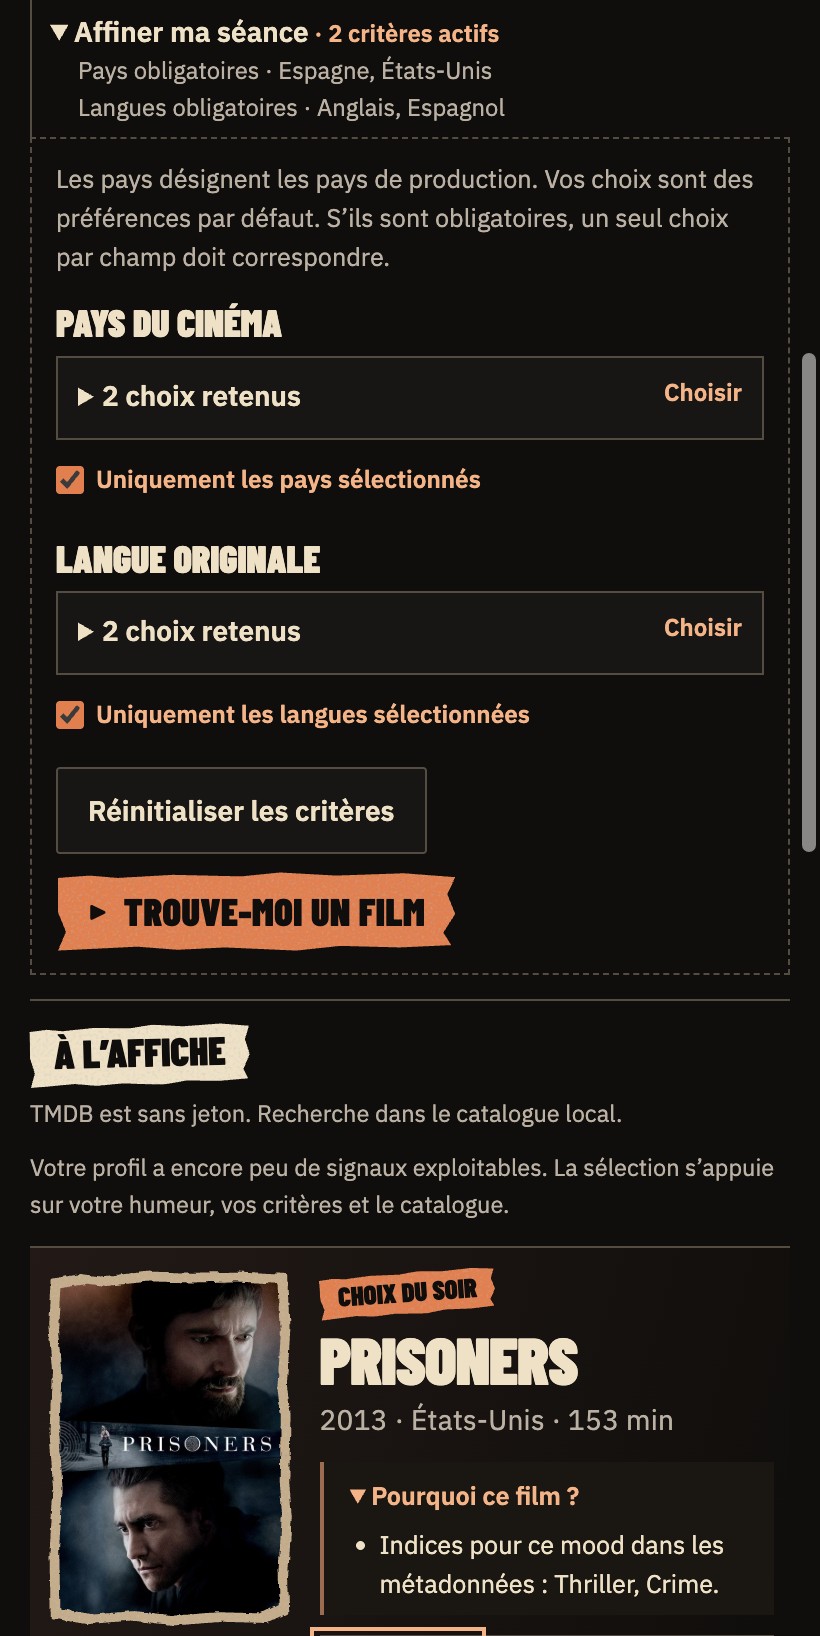 ▼ Affiner ma séance · 2 critères actifs
Pays obligatoires · Espagne, États-Unis
Langues obligatoires · Anglais, Espagnol
Les pays désignent les pays de production. Vos choix sont des
préférences par défaut. S’ils sont obligatoires, un seul choix
par champ doit correspondre.
PAYS DU CINÉMA
▶ 2 choix retenus Choisir
Uniquement les pays sélectionnés
LANGUE ORIGINALE
▶ 2 choix retenus Choisir
Uniquement les langues sélectionnées
Réinitialiser les critères
▶ TROUVE-MOI UN FILM
À L’AFFICHE
TMDB est sans jeton. Recherche dans le catalogue local.
Votre profil a encore peu de signaux exploitables. La sélection s’appuie
sur votre humeur, vos critères et le catalogue.
PRISONERS
CHOIX DU SOIR
PRISONERS
2013 · États-Unis · 153 min
▼ Pourquoi ce film ?
• Indices pour ce mood dans les
métadonnées : Thriller, Crime.